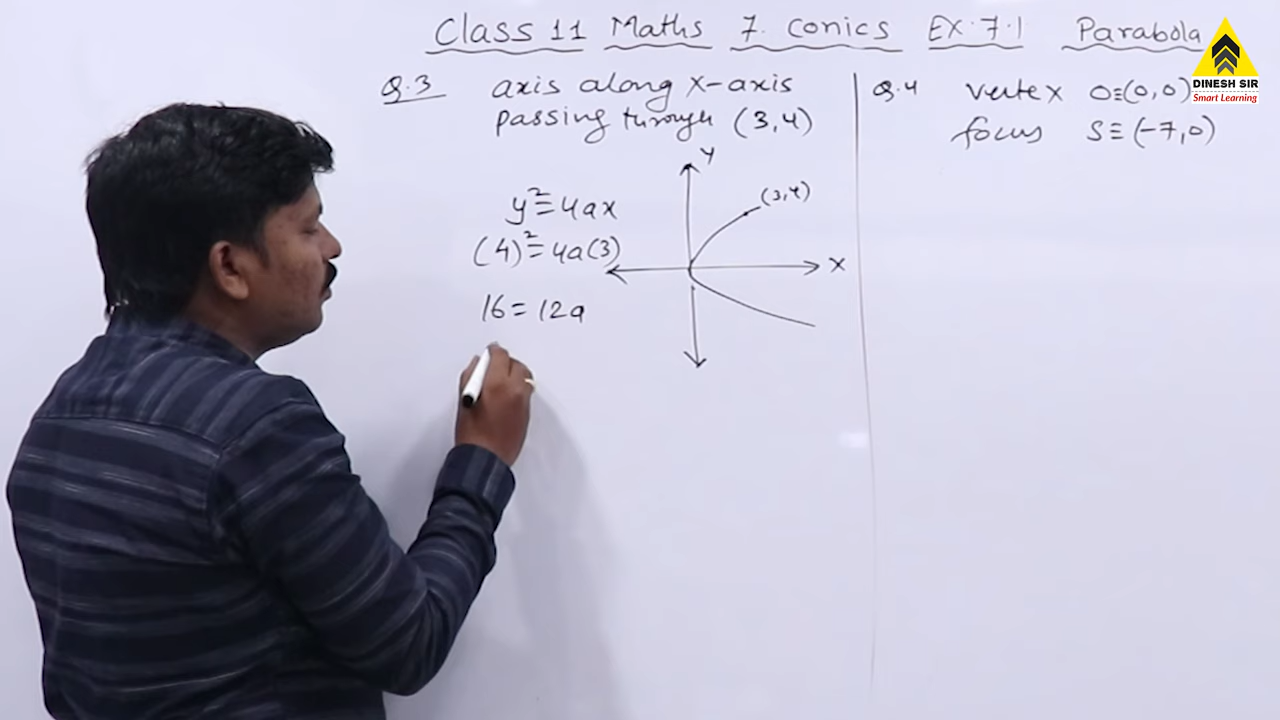 Class 11 Maths 7. Conics Ex.7.1 Parabola
DINESH SIR
Smart Learning
Q.3 axis along X-axis
passing through (3,4)
y²=4ax
(4)²=4a(3)
16=12a
Y
(3,4)
X
Q.4 vertex O≡(0,0)
focus S≡(-7,0)